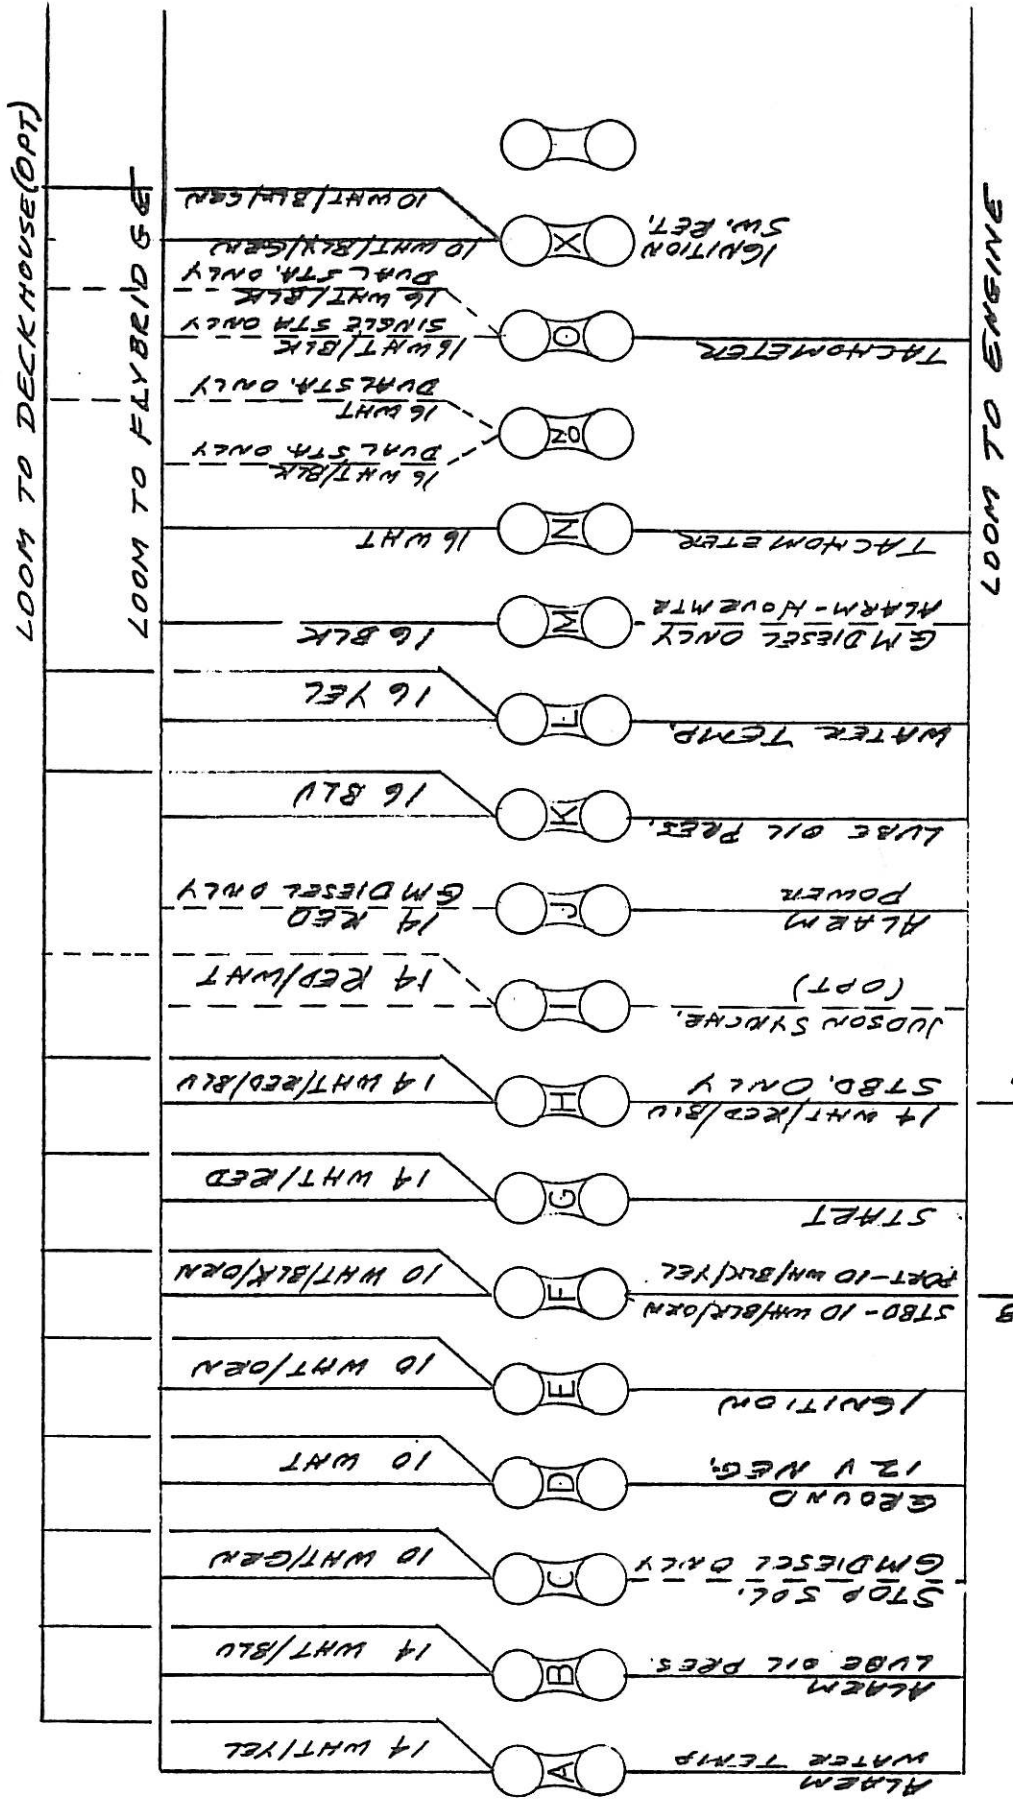 LOOM TO ENGINE
LOOM TO FLYBRIDGE
LOOM TO DECKHOUSE (OPT)
ALARM
WATER TEMP
A
14 WHT/YEL
ALARM
LUBE OIL PRES.
B
14 WHT/BLU
STOP SOL.
GM DIESEL ONLY
C
10 WHT/GRN
GROUND
12 V NEG.
D
10 WHT
IGNITION
E
10 WHT/ORN
STBD-10 WH/BLK/ORN
PORT-10 WH/BLK/YEL
F
10 WHT/BLK/ORN
START
G
14 WHT/RED
14 WHT/RED/BLU
STBD. ONLY
H
14 WHT/RED/BLU
JUDSON SYNCHR.
(OPT)
I
14 RED/WHT
ALARM
POWER
J
14 RED
GM DIESEL ONLY
LUBE OIL PRES.
K
16 BLU
WATER TEMP.
L
16 YEL
GM DIESEL ONLY
ALARM-HOURMTR
M
16 BLK
TACHOMETER
N
16 WHT
NO
16 WHT/BLK
DUAL STA. ONLY
16 WHT
DUAL STA. ONLY
TACHOMETER
O
16 WHT/BLK
SINGLE STA ONLY
16 WHT/BLK
DUAL STA. ONLY
IGNITION
SW. RET.
X
10 WHT/BLK/GRN
10 WHT/BLK/GRN